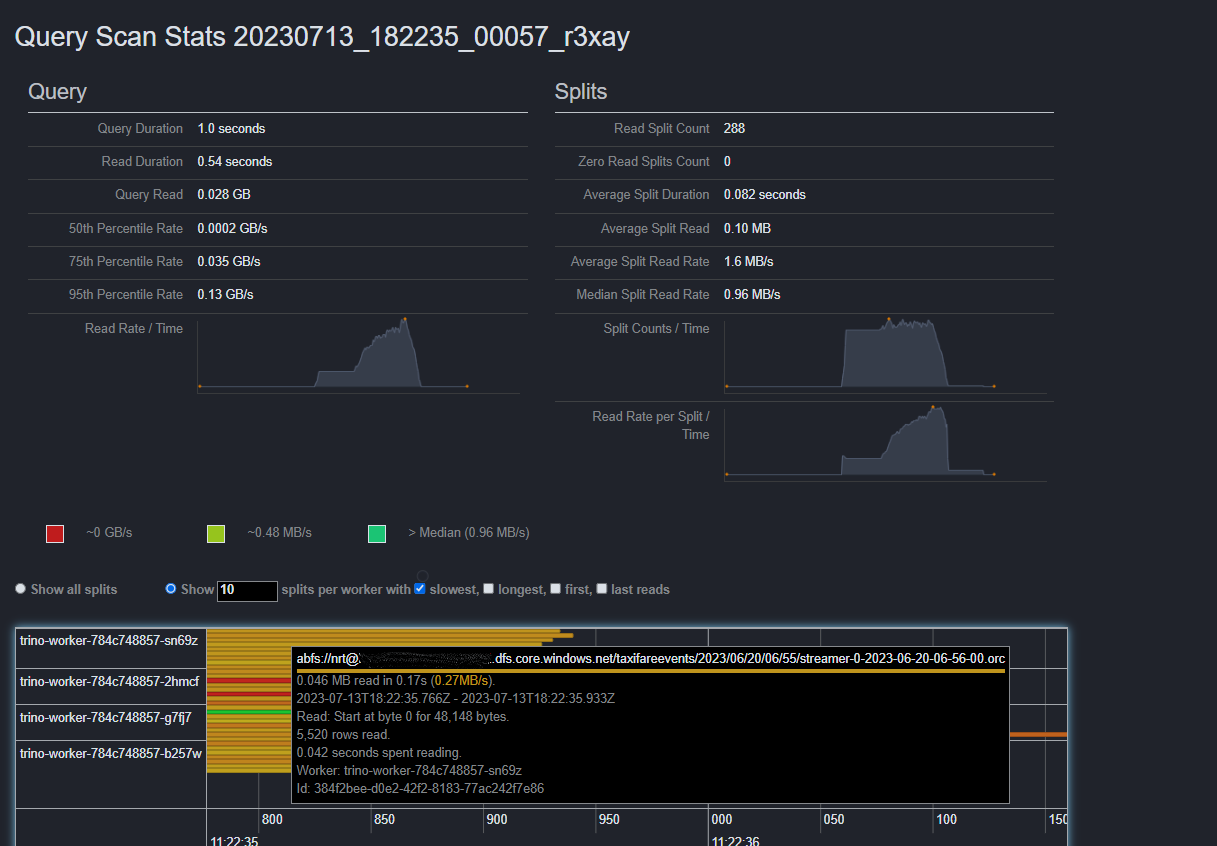 Query Scan Stats 20230713_182235_00057_r3xay
Query
Query Duration 1.0 seconds
Read Duration 0.54 seconds
Query Read 0.028 GB
50th Percentile Rate 0.0002 GB/s
75th Percentile Rate 0.035 GB/s
95th Percentile Rate 0.13 GB/s
Read Rate / Time
Splits
Read Split Count 288
Zero Read Splits Count 0
Average Split Duration 0.082 seconds
Average Split Read 0.10 MB
Average Split Read Rate 1.6 MB/s
Median Split Read Rate 0.96 MB/s
Split Counts / Time
Read Rate per Split /
Time
~0 GB/s ~0.48 MB/s > Median (0.96 MB/s)
Show all splits Show 10 splits per worker with slowest, longest, first, last reads
trino-worker-784c748857-sn69z
trino-worker-784c748857-2hmcf
trino-worker-784c748857-g7fj7
trino-worker-784c748857-b257w
abfs://nrt@ .dfs.core.windows.net/taxifareevents/2023/06/20/06/55/streamer-0-2023-06-20-06-56-00.orc
0.046 MB read in 0.17s (0.27MB/s).
2023-07-13T18:22:35.766Z - 2023-07-13T18:22:35.933Z
Read: Start at byte 0 for 48,148 bytes.
5,520 rows read.
0.042 seconds spent reading.
Worker: trino-worker-784c748857-sn69z
Id: 384f2bee-d0e2-42f2-8183-77ac242f7e86
800 850 900 950 000 050 100 150
11:22:35 11:22:36